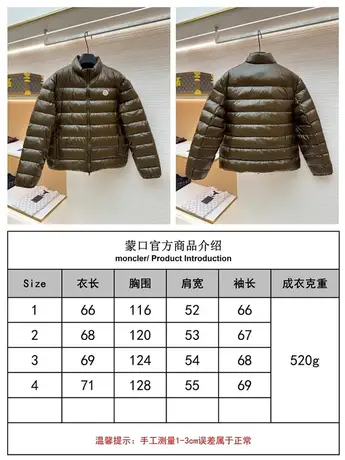 蒙口官方商品介绍
moncler/ Product Introduction
Size 衣长 胸围 肩宽 袖长 成衣克重
1 66 116 52 66
2 68 120 53 67
3 69 124 54 68
4 71 128 55 69
520g
温馨提示：手工测量1-3cm误差属于正常